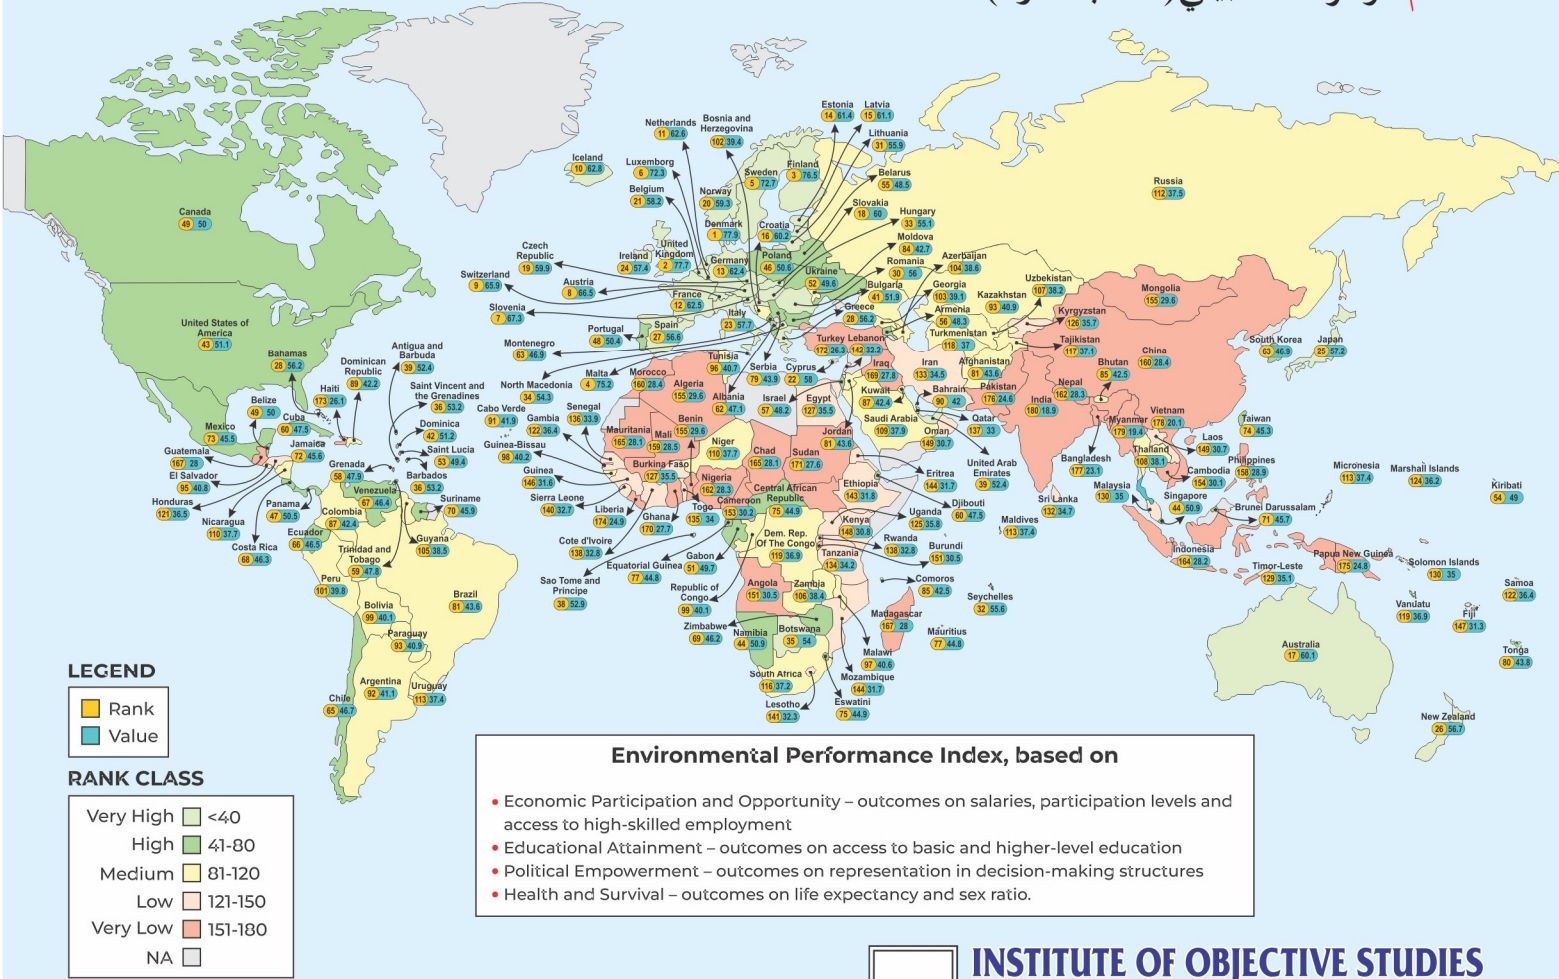 Estonia
14 61.4
Latvia
15 61.1
Netherlands
11 62.6
Bosnia and
Herzegovina
102 39.4
Lithuania
31 55.9
Iceland
10 62.8
Luxemborg
6 72.3
Sweden
5 72.7
Finland
3 76.5
Belarus
55 48.5
Russia
112 37.5
Belgium
21 58.2
Norway
20 59.3
Slovakia
18 60
Canada
49 50
Denmark
1 77.9
Croatia
16 60.2
Hungary
33 55.1
Moldova
84 42.7
Czech
Republic
19 59.9
Ireland
24 57.4
United
Kingdom
2 77.7
Germany
13 62.4
Poland
46 50.6
Ukraine
52 49.6
Romania
30 56
Azerbaijan
104 38.6
Switzerland
9 65.9
Austria
8 66.5
France
12 62.5
Bulgaria
41 51.9
Georgia
103 39.1
Kazakhstan
93 40.9
Uzbekistan
107 38.2
Mongolia
155 29.6
Slovenia
7 67.3
Italy
23 57.7
Greece
28 56.2
Armenia
56 48.3
Kyrgyzstan
126 35.7
United States of
America
43 51.1
Portugal
48 50.4
Spain
27 56.6
Turkey
172 26.3
Lebanon
142 32.2
Turkmenistan
118 37
Tajikistan
117 37.1
South Korea
63 46.9
Japan
25 57.2
Bahamas
28 56.2
Dominican
Republic
89 42.2
Antigua and
Barbuda
39 52.4
Montenegro
63 46.9
Tunisia
96 40.7
Iraq
169 27.8
Iran
133 34.5
Afghanistan
81 43.6
Bhutan
85 42.5
China
160 28.4
North Macedonia
34 54.3
Malta
4 75.2
Morocco
160 28.4
Algeria
155 29.6
Serbia
79 43.9
Cyprus
22 58
Haiti
173 26.1
Saint Vincent and
the Grenadines
36 53.2
Albania
62 47.1
Israel
57 48.2
Egypt
127 35.5
Kuwait
87 42.4
Bahrain
90 42
Pakistan
176 24.6
Nepal
162 28.3
India
180 18.9
Belize
49 50
Cuba
60 47.5
Cabo Verde
91 41.9
Gambia
122 36.4
Senegal
136 33.9
Benin
155 29.6
Saudi Arabia
109 37.9
Qatar
137 33
Myanmar
179 19.4
Vietnam
178 20.1
Taiwan
74 45.3
Mexico
73 45.5
Dominica
42 51.2
Mauritania
165 28.1
Mali
159 28.5
Niger
110 37.7
Jordan
81 43.6
Oman
149 30.7
Laos
149 30.7
Jamaica
72 45.6
Guatemala
167 28
Saint Lucia
53 49.4
Guinea-Bissau
98 40.2
Chad
165 28.1
Sudan
171 27.6
Thailand
108 38.1
Bangladesh
177 23.1
Cambodia
154 30.1
Philippines
158 28.9
Micronesia
113 37.4
Marshall Islands
124 36.2
El Salvador
95 40.8
Grenada
58 47.9
Barbados
36 53.2
Guinea
146 31.6
Burkina Faso
127 35.5
Nigeria
162 28.3
Eritrea
144 31.7
United Arab
Emirates
39 52.4
Malaysia
130 35
Kiribati
54 49
Honduras
121 36.5
Venezuela
67 46.4
Suriname
70 45.9
Sierra Leone
140 32.7
Central African
Republic
75 44.9
Ethiopia
143 31.8
Djibouti
60 47.5
Sri Lanka
132 34.7
Singapore
44 50.9
Brunei Darussalam
71 45.7
Panama
47 50.5
Liberia
174 24.9
Ghana
170 27.7
Togo
135 34
Cameroon
153 30.2
Kenya
148 30.8
Uganda
125 35.8
Maldives
113 37.4
Nicaragua
110 37.7
Colombia
87 42.4
Ecuador
66 46.5
Guyana
105 38.5
Cote d'Ivoire
138 32.8
Dem. Rep.
Of The Congo
119 36.9
Rwanda
138 32.8
Burundi
151 30.5
Indonesia
164 28.2
Papua New Guinea
175 24.8
Costa Rica
68 46.3
Trinidad and
Tobago
59 47.8
Gabon
51 49.7
Equatorial Guinea
77 44.8
Tanzania
134 34.2
Timor-Leste
129 35.1
Solomon Islands
130 35
Peru
101 39.8
Sao Tome and
Principe
38 52.9
Republic of
Congo
99 40.1
Angola
151 30.5
Zambia
106 38.4
Comoros
85 42.5
Seychelles
32 55.6
Samoa
122 36.4
Brazil
81 43.6
Bolivia
99 40.1
Madagascar
167 28
Vanuatu
119 36.9
Fiji
147 31.3
Zimbabwe
69 46.2
Namibia
44 50.9
Botswana
35 54
Mauritius
77 44.8
Paraguay
93 40.9
Malawi
97 40.6
Australia
17 60.1
Tonga
80 43.8
South Africa
116 37.2
Mozambique
144 31.7
Argentina
92 41.1
Uruguay
113 37.4
Chile
65 46.7
Lesotho
141 32.3
Eswatini
75 44.9
New Zealand
26 56.7
LEGEND
Rank
Value
RANK CLASS
Very High <40
High 41-80
Medium 81-120
Low 121-150
Very Low 151-180
NA
Environmental Performance Index, based on
• Economic Participation and Opportunity – outcomes on salaries, participation levels and
access to high-skilled employment
• Educational Attainment – outcomes on access to basic and higher-level education
• Political Empowerment – outcomes on representation in decision-making structures
• Health and Survival – outcomes on life expectancy and sex ratio.
INSTITUTE OF OBJECTIVE STUDIES